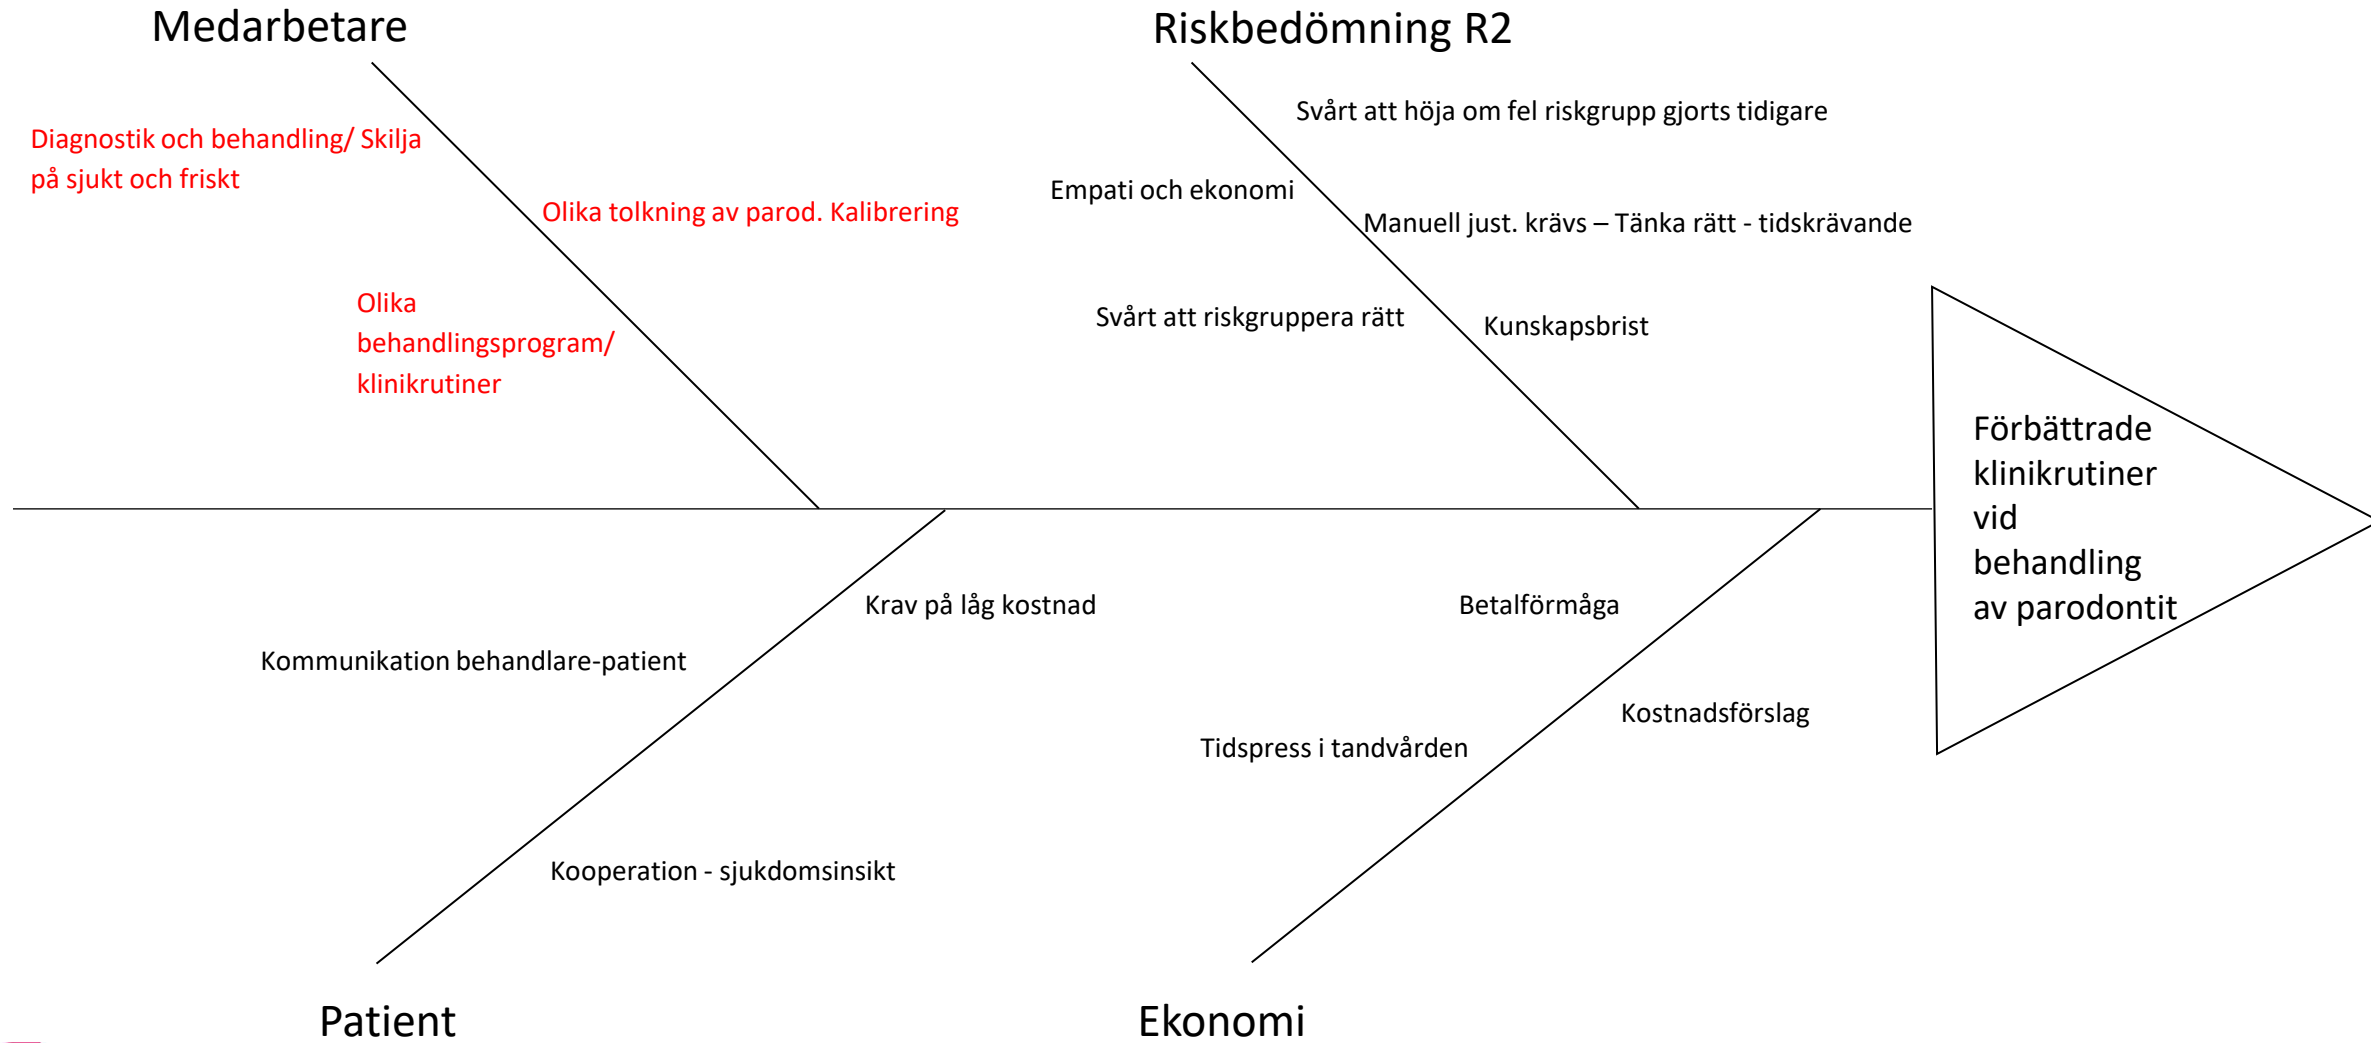 Medarbetare
Riskbedömning R2
Svårt att höja om fel riskgrupp gjorts tidigare
Diagnostik och behandling/ Skilja
på sjukt och friskt
Empati och ekonomi
Olika tolkning av parod. Kalibrering
Manuell just. krävs – Tänka rätt - tidskrävande
Olika
behandlingsprogram/
klinikrutiner
Svårt att riskgruppera rätt
Kunskapsbrist
Förbättrade
klinikrutiner
vid
behandling
av parodontit
Krav på låg kostnad
Betalförmåga
Kommunikation behandlare-patient
Kostnadsförslag
Tidspress i tandvården
Kooperation - sjukdomsinsikt
Patient
Ekonomi